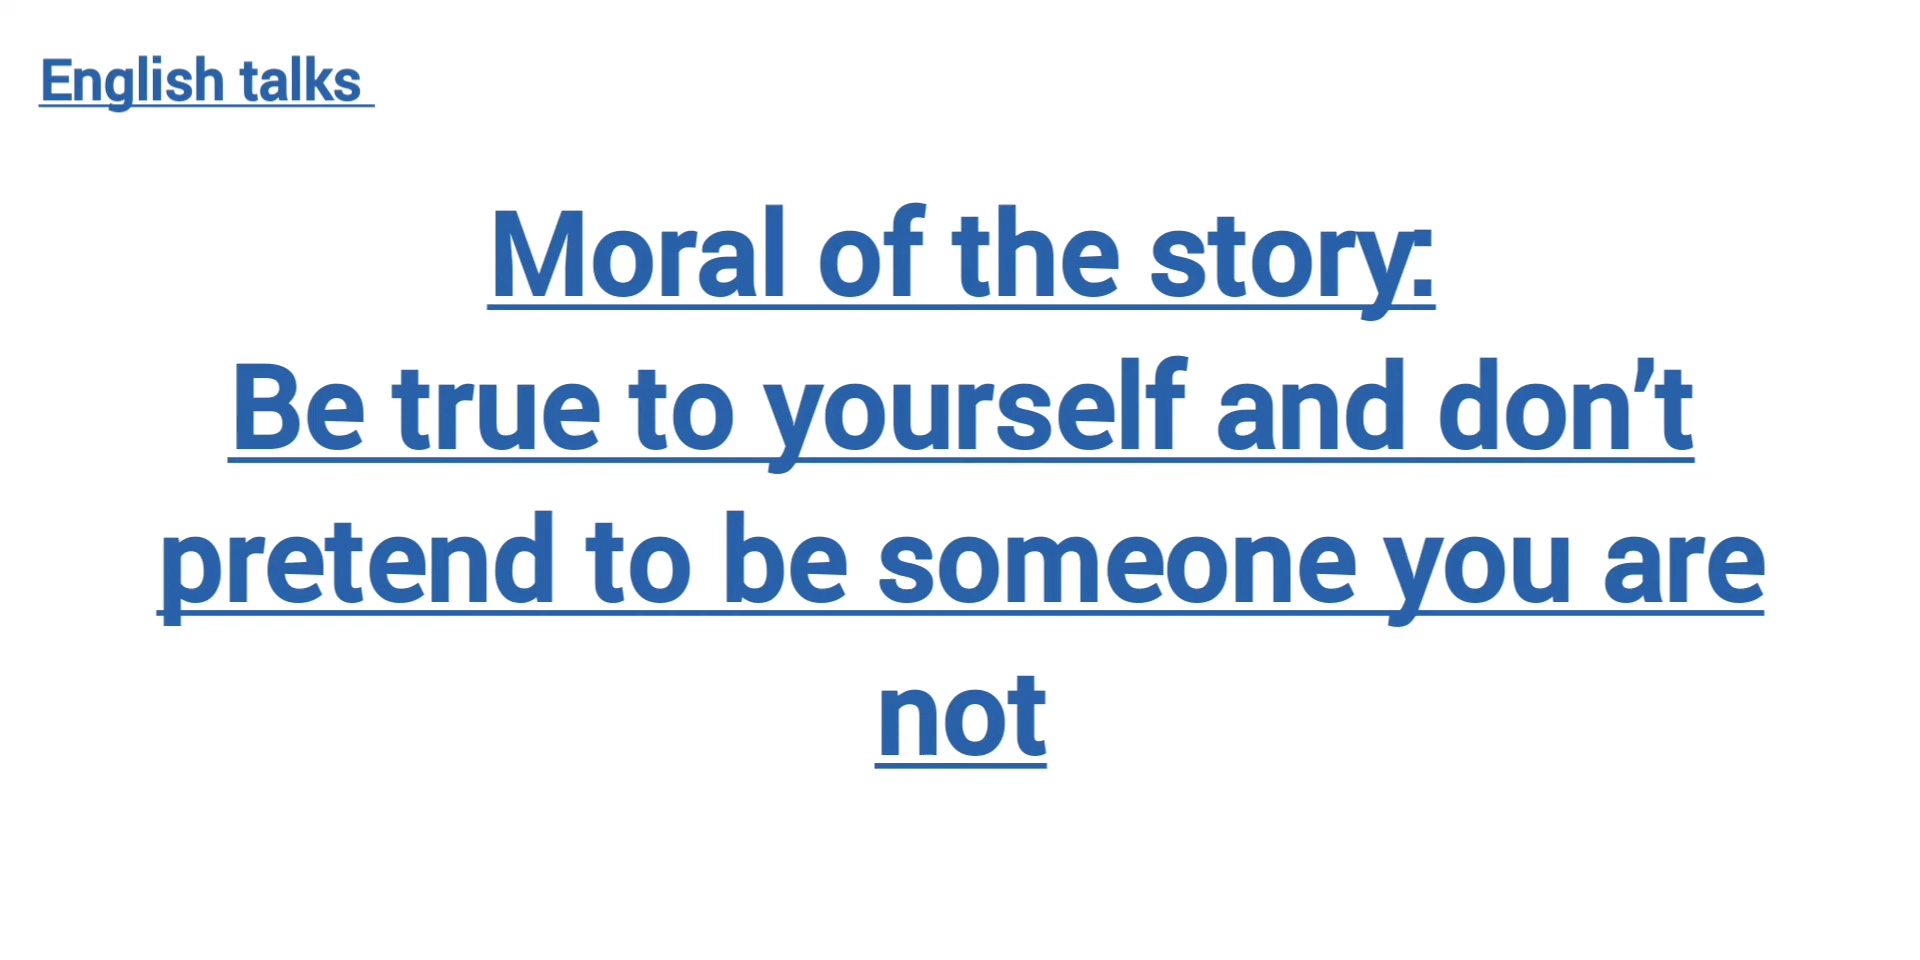 English talks
Moral of the story:
Be true to yourself and don’t
pretend to be someone you are
not